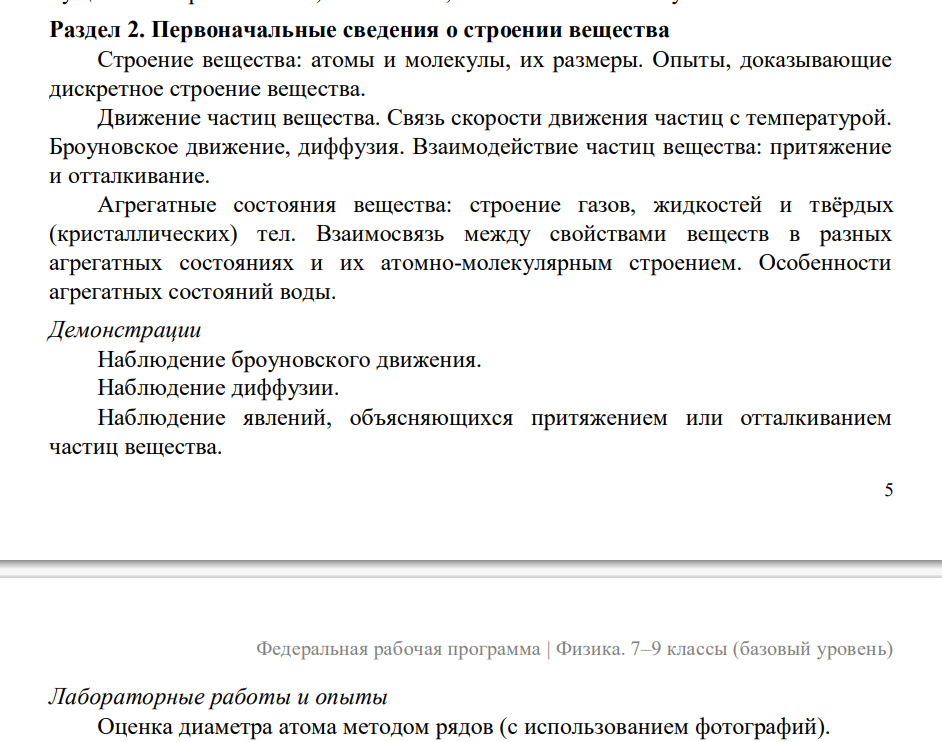 Раздел 2. Первоначальные сведения о строении вещества
Строение вещества: атомы и молекулы, их размеры. Опыты, доказывающие
дискретное строение вещества.
Движение частиц вещества. Связь скорости движения частиц с температурой.
Броуновское движение, диффузия. Взаимодействие частиц вещества: притяжение
и отталкивание.
Агрегатные состояния вещества: строение газов, жидкостей и твёрдых
(кристаллических) тел. Взаимосвязь между свойствами веществ в разных
агрегатных состояниях и их атомно-молекулярным строением. Особенности
агрегатных состояний воды.
Демонстрации
Наблюдение броуновского движения.
Наблюдение диффузии.
Наблюдение явлений, объясняющихся притяжением или отталкиванием
частиц вещества.
5
Федеральная рабочая программа | Физика. 7–9 классы (базовый уровень)
Лабораторные работы и опыты
Оценка диаметра атома методом рядов (с использованием фотографий).